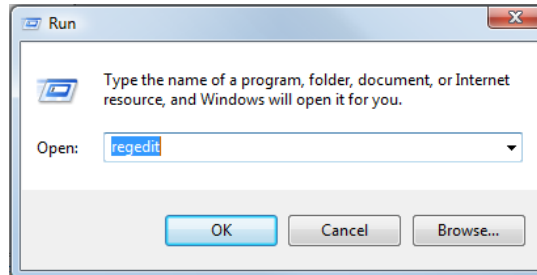 Run
Type the name of a program, folder, document, or Internet
resource, and Windows will open it for you.
Open: regedit
OK Cancel Browse...